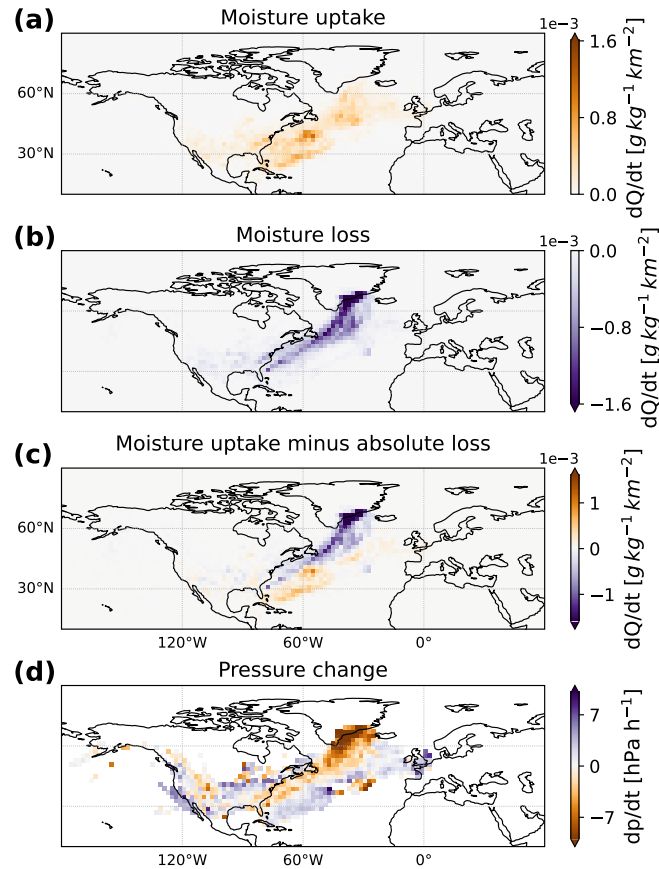 (a)
Moisture uptake
1e−3
60°N
30°N
1.6
0.8
0.0
dQ/dt [g kg⁻¹ km⁻²]
(b)
Moisture loss
1e−3
0.0
−0.8
−1.6
dQ/dt [g kg⁻¹ km⁻²]
(c)
Moisture uptake minus absolute loss
1e−3
60°N
30°N
120°W
60°W
0°
1
0
−1
dQ/dt [g kg⁻¹ km⁻²]
(d)
Pressure change
120°W
60°W
0°
7
0
−7
dp/dt [hPa h⁻¹]